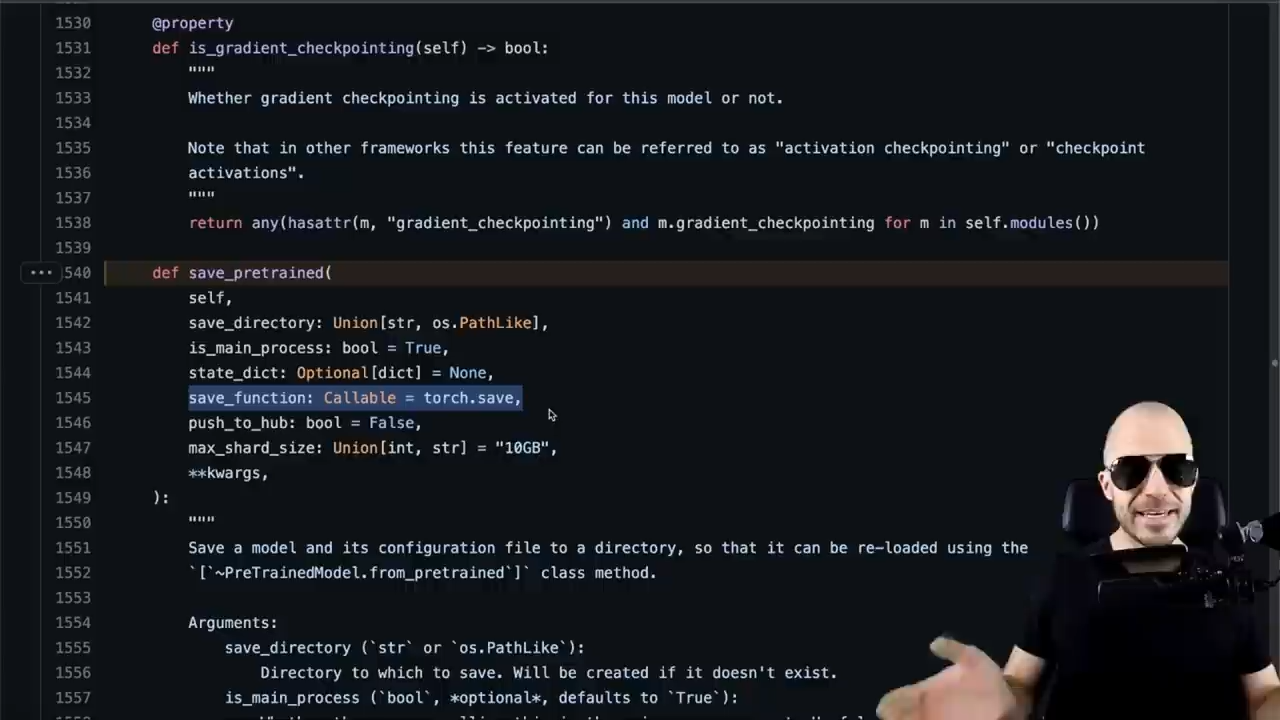 1530 @property
1531 def is_gradient_checkpointing(self) -> bool:
1532 """
1533 Whether gradient checkpointing is activated for this model or not.
1534
1535 Note that in other frameworks this feature can be referred to as "activation checkpointing" or "checkpoint
1536 activations".
1537 """
1538 return any(hasattr(m, "gradient_checkpointing") and m.gradient_checkpointing for m in self.modules())
1539
••• 540 def save_pretrained(
1541 self,
1542 save_directory: Union[str, os.PathLike],
1543 is_main_process: bool = True,
1544 state_dict: Optional[dict] = None,
1545 save_function: Callable = torch.save,
1546 push_to_hub: bool = False,
1547 max_shard_size: Union[int, str] = "10GB",
1548 **kwargs,
1549 ):
1550 """
1551 Save a model and its configuration file to a directory, so that it can be re-loaded using the
1552 `[`~PreTrainedModel.from_pretrained`]` class method.
1553
1554 Arguments:
1555 save_directory (`str` or `os.PathLike`):
1556 Directory to which to save. Will be created if it doesn't exist.
1557 is_main_process (`bool`, *optional*, defaults to `True`):